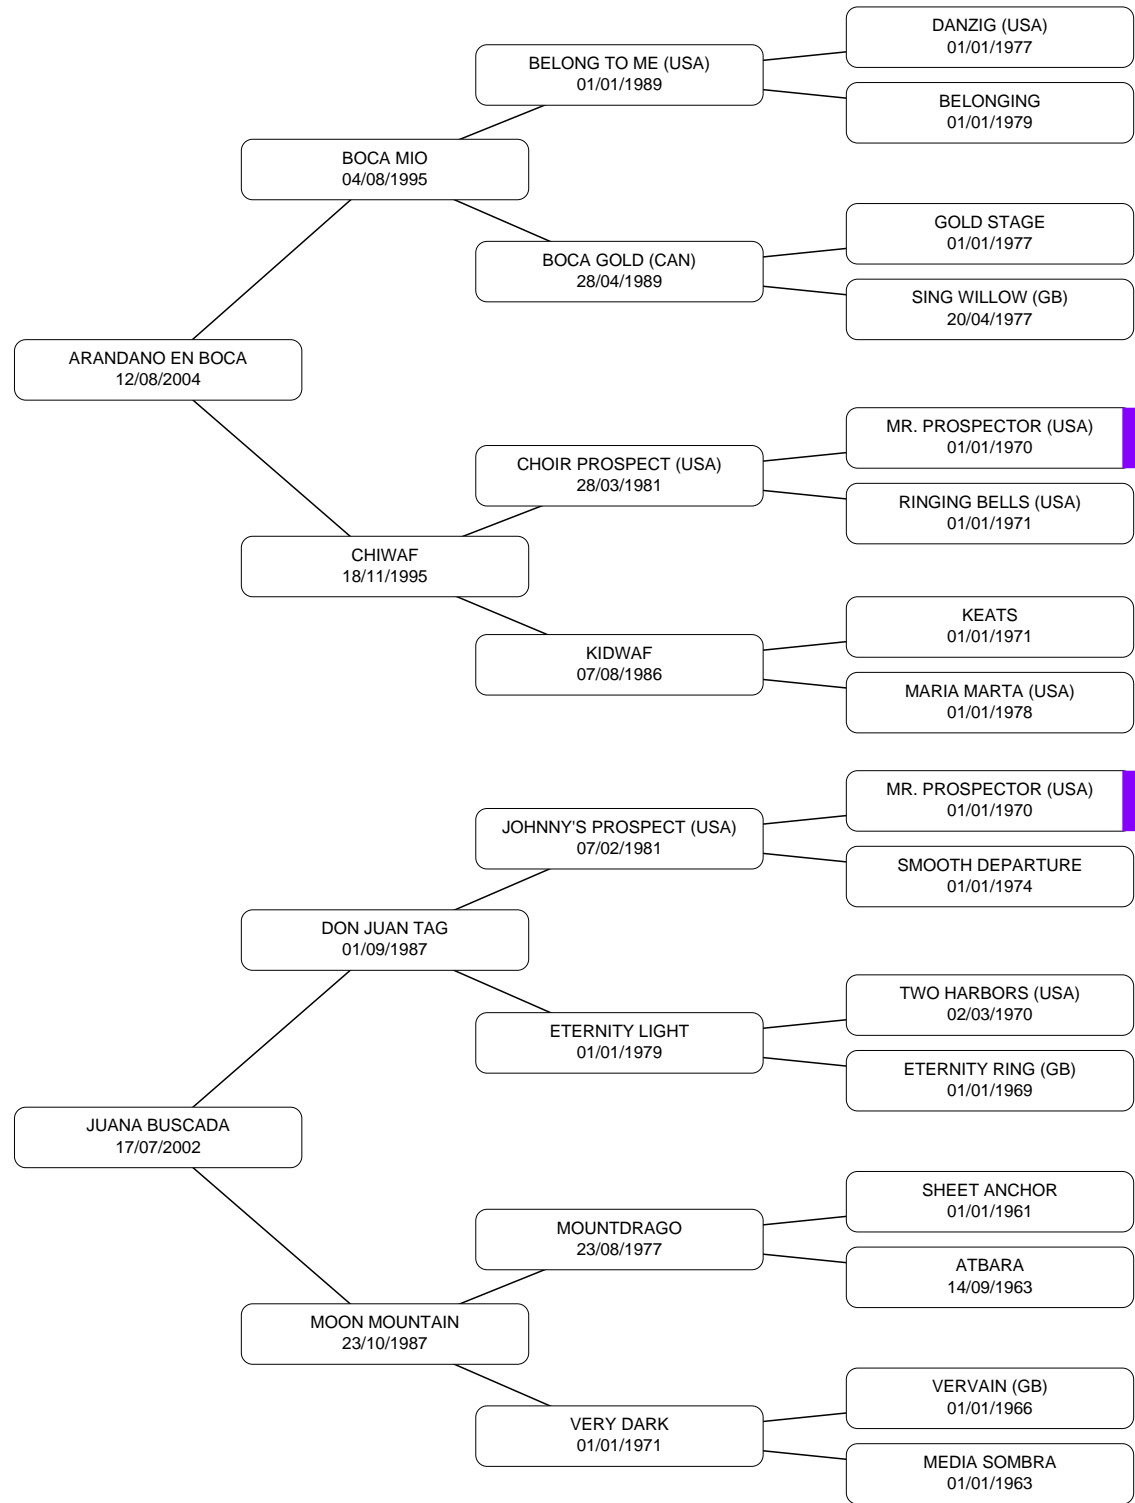 DANZIG (USA)
01/01/1977
BELONG TO ME (USA)
01/01/1989
BELONGING
01/01/1979
BOCA MIO
04/08/1995
GOLD STAGE
01/01/1977
BOCA GOLD (CAN)
28/04/1989
SING WILLOW (GB)
20/04/1977
ARANDANO EN BOCA
12/08/2004
MR. PROSPECTOR (USA)
01/01/1970
CHOIR PROSPECT (USA)
28/03/1981
RINGING BELLS (USA)
01/01/1971
CHIWAF
18/11/1995
KEATS
01/01/1971
KIDWAF
07/08/1986
MARIA MARTA (USA)
01/01/1978
MR. PROSPECTOR (USA)
01/01/1970
JOHNNY'S PROSPECT (USA)
07/02/1981
SMOOTH DEPARTURE
01/01/1974
DON JUAN TAG
01/09/1987
TWO HARBORS (USA)
02/03/1970
ETERNITY LIGHT
01/01/1979
ETERNITY RING (GB)
01/01/1969
JUANA BUSCADA
17/07/2002
SHEET ANCHOR
01/01/1961
MOUNTDRAGO
23/08/1977
ATBARA
14/09/1963
MOON MOUNTAIN
23/10/1987
VERVAIN (GB)
01/01/1966
VERY DARK
01/01/1971
MEDIA SOMBRA
01/01/1963